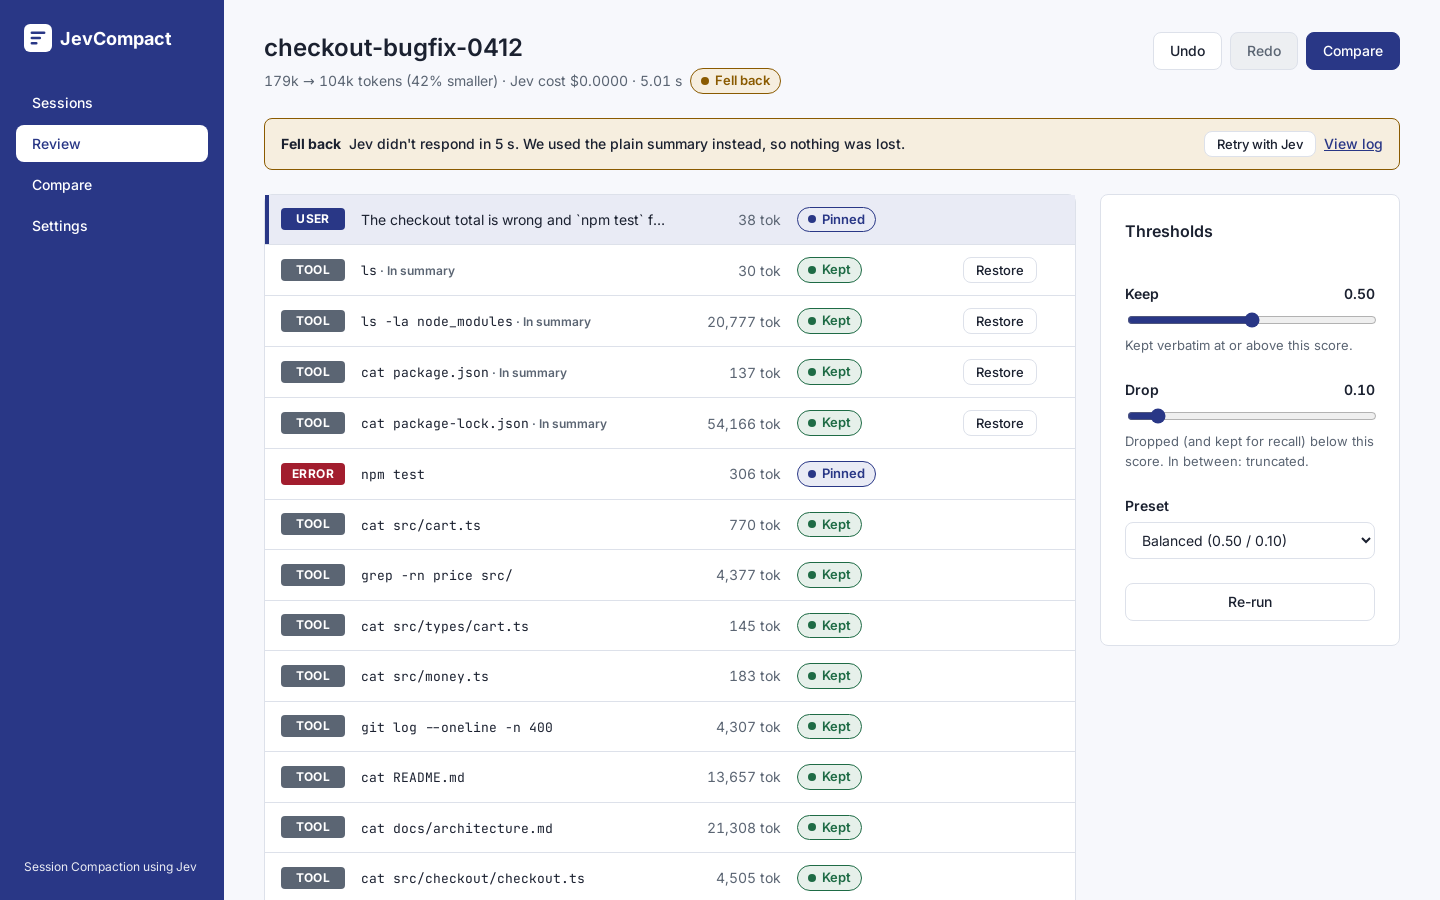 JevCompact
Sessions
Review
Compare
Settings
Session Compaction using Jev
checkout-bugfix-0412
179k → 104k tokens (42% smaller) · Jev cost $0.0000 · 5.01 s Fell back
Undo Redo Compare
Fell back Jev didn't respond in 5 s. We used the plain summary instead, so nothing was lost. Retry with Jev View log
USER The checkout total is wrong and `npm test` f... 38 tok Pinned
TOOL ls · In summary 30 tok Kept Restore
TOOL ls -la node_modules · In summary 20,777 tok Kept Restore
TOOL cat package.json · In summary 137 tok Kept Restore
TOOL cat package-lock.json · In summary 54,166 tok Kept Restore
ERROR npm test 306 tok Pinned
TOOL cat src/cart.ts 770 tok Kept
TOOL grep -rn price src/ 4,377 tok Kept
TOOL cat src/types/cart.ts 145 tok Kept
TOOL cat src/money.ts 183 tok Kept
TOOL git log --oneline -n 400 4,307 tok Kept
TOOL cat README.md 13,657 tok Kept
TOOL cat docs/architecture.md 21,308 tok Kept
TOOL cat src/checkout/checkout.ts 4,505 tok Kept
Thresholds
Keep 0.50
Kept verbatim at or above this score.
Drop 0.10
Dropped (and kept for recall) below this
score. In between: truncated.
Preset
Balanced (0.50 / 0.10)
Re-run